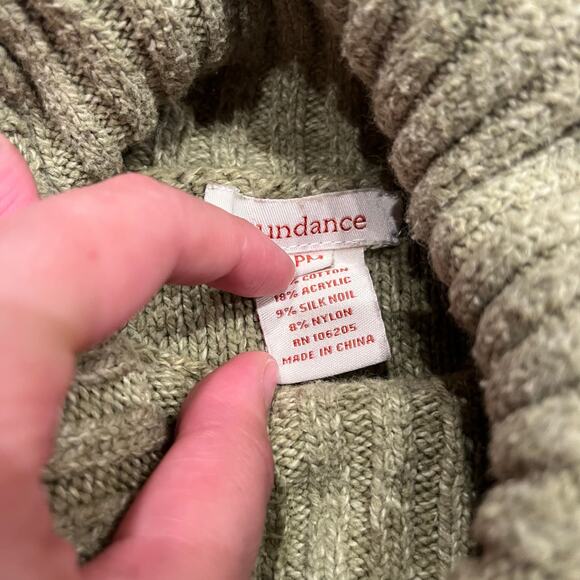 undance
PM
% COTTON
18% ACRYLIC
9% SILK NOIL
8% NYLON
RN 106205
MADE IN CHINA